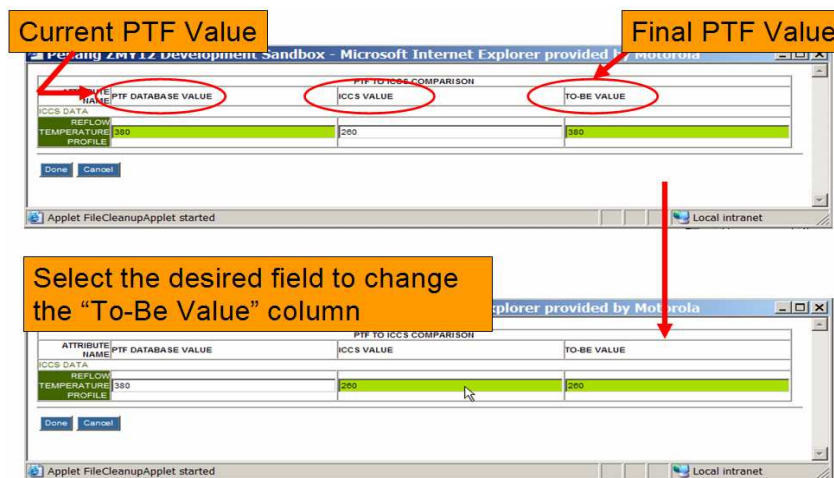 Current PTF Value
Final PTF Value
Penang ZMY12 Development Sandbox - Microsoft Internet Explorer provided by Motorola
PTF TO ICCS COMPARISON
ATTRIBUTE NAME PTF DATABASE VALUE ICCS VALUE TO-BE VALUE
ICCS DATA
REFLOW
TEMPERATURE 380 260 380
PROFILE
Done Cancel
Applet FileCleanupApplet started Local intranet
Select the desired field to change
the “To-Be Value” column
xplorer provided by Motorola
PTF TO ICCS COMPARISON
ATTRIBUTE NAME PTF DATABASE VALUE ICCS VALUE TO-BE VALUE
ICCS DATA
REFLOW
TEMPERATURE 380 260 260
PROFILE
Done Cancel
Applet FileCleanupApplet started Local intranet